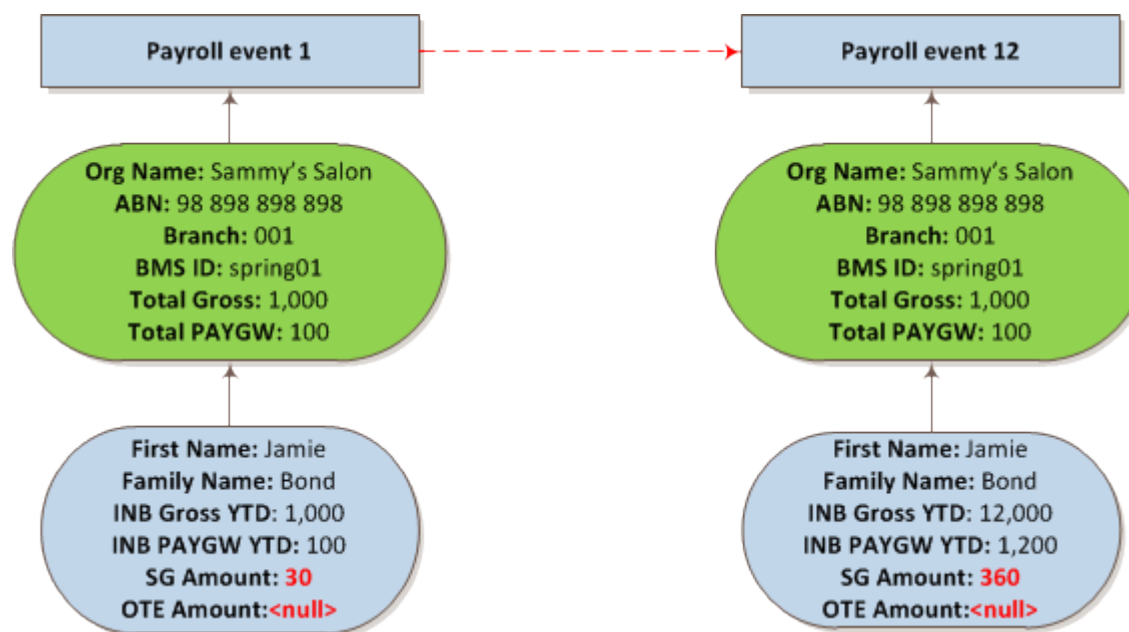 Payroll event 1
Payroll event 12
Org Name: Sammy's Salon
ABN: 98 898 898 898
Branch: 001
BMS ID: spring01
Total Gross: 1,000
Total PAYGW: 100
Org Name: Sammy's Salon
ABN: 98 898 898 898
Branch: 001
BMS ID: spring01
Total Gross: 1,000
Total PAYGW: 100
First Name: Jamie
Family Name: Bond
INB Gross YTD: 1,000
INB PAYGW YTD: 100
SG Amount: 30
OTE Amount:<null>
First Name: Jamie
Family Name: Bond
INB Gross YTD: 12,000
INB PAYGW YTD: 1,200
SG Amount: 360
OTE Amount:<null>